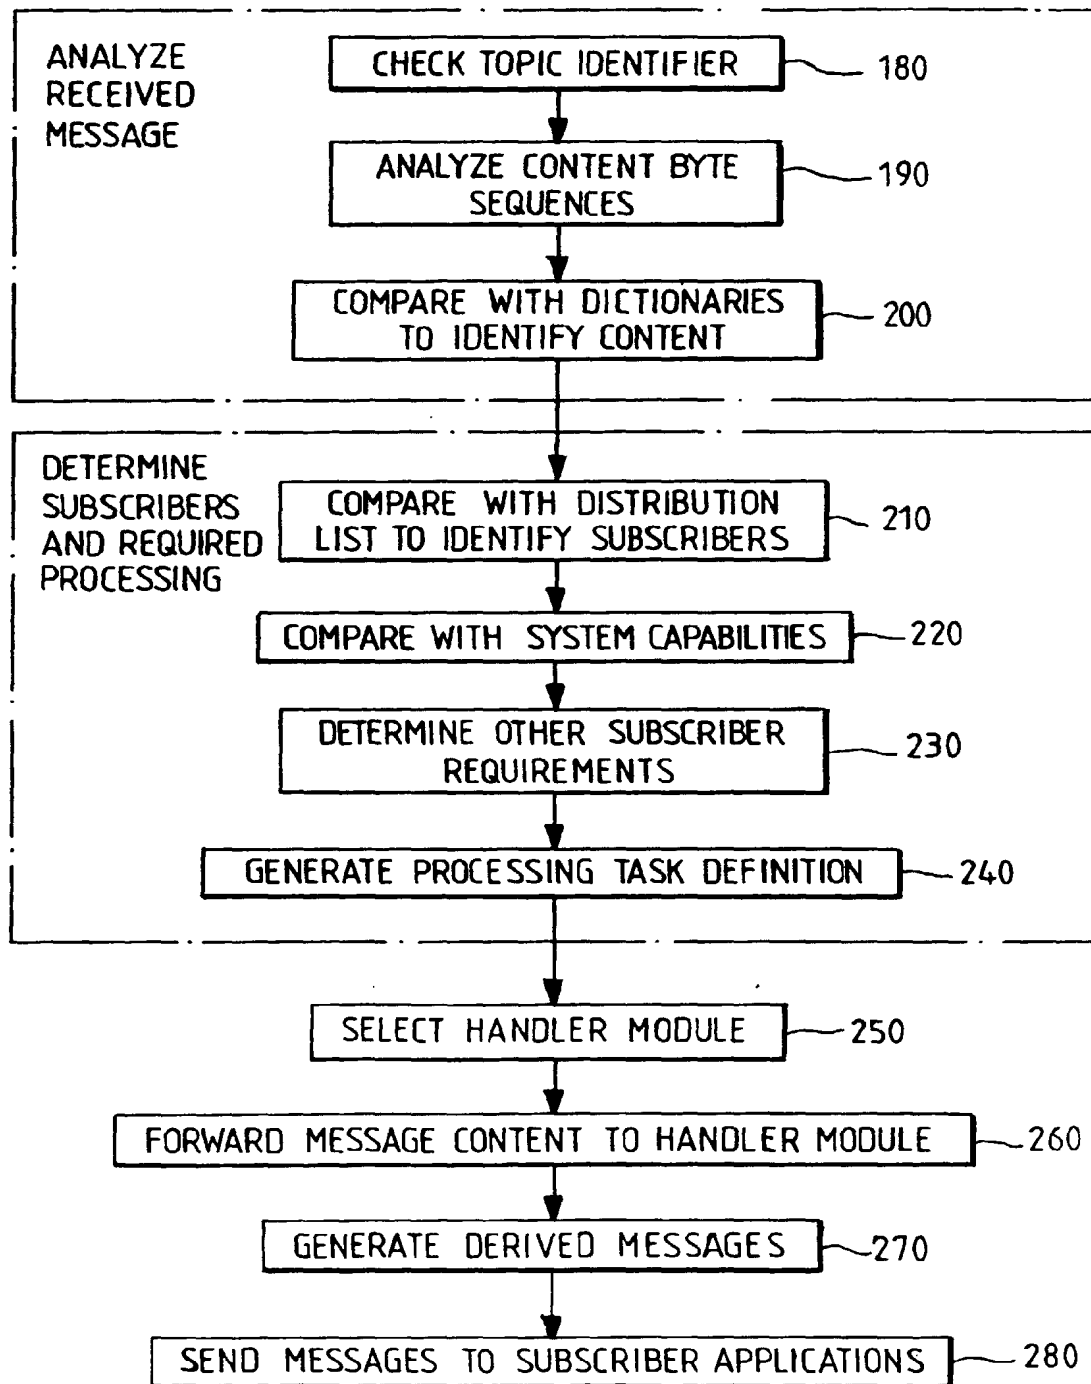 ANALYZE
RECEIVED
MESSAGE
CHECK TOPIC IDENTIFIER
180
ANALYZE CONTENT BYTE
SEQUENCES
190
COMPARE WITH DICTIONARIES
TO IDENTIFY CONTENT
200
DETERMINE
SUBSCRIBERS
AND REQUIRED
PROCESSING
COMPARE WITH DISTRIBUTION
LIST TO IDENTIFY SUBSCRIBERS
210
COMPARE WITH SYSTEM CAPABILITIES
220
DETERMINE OTHER SUBSCRIBER
REQUIREMENTS
230
GENERATE PROCESSING TASK DEFINITION
240
SELECT HANDLER MODULE
250
FORWARD MESSAGE CONTENT TO HANDLER MODULE
260
GENERATE DERIVED MESSAGES
270
SEND MESSAGES TO SUBSCRIBER APPLICATIONS
280